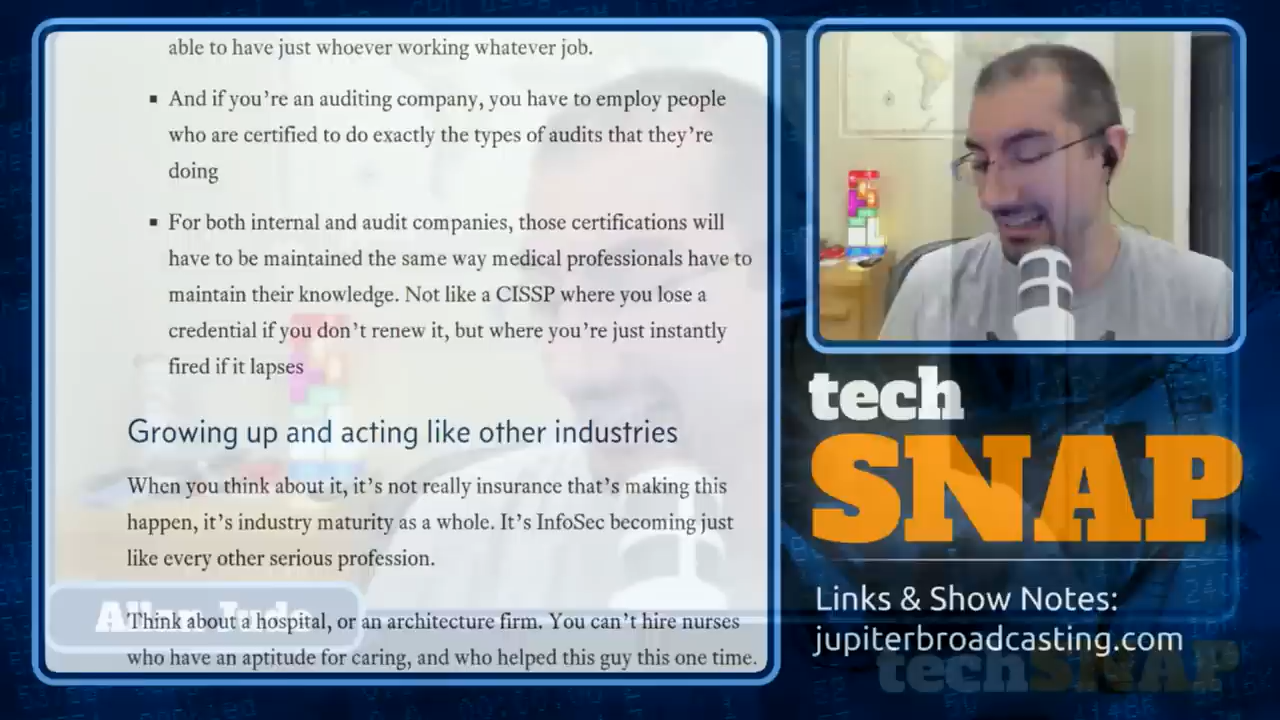 able to have just whoever working whatever job.
▪ And if you’re an auditing company, you have to employ people
who are certified to do exactly the types of audits that they’re
doing
▪ For both internal and audit companies, those certifications will
have to be maintained the same way medical professionals have to
maintain their knowledge. Not like a CISSP where you lose a
credential if you don’t renew it, but where you’re just instantly
fired if it lapses
Growing up and acting like other industries
When you think about it, it’s not really insurance that’s making this
happen, it’s industry maturity as a whole. It’s InfoSec becoming just
like every other serious profession.
Allan Jude
Think about a hospital, or an architecture firm. You can’t hire nurses
who have an aptitude for caring, and who helped this guy this one time.
tech
SNAP
Links & Show Notes:
jupiterbroadcasting.com
techSNAP